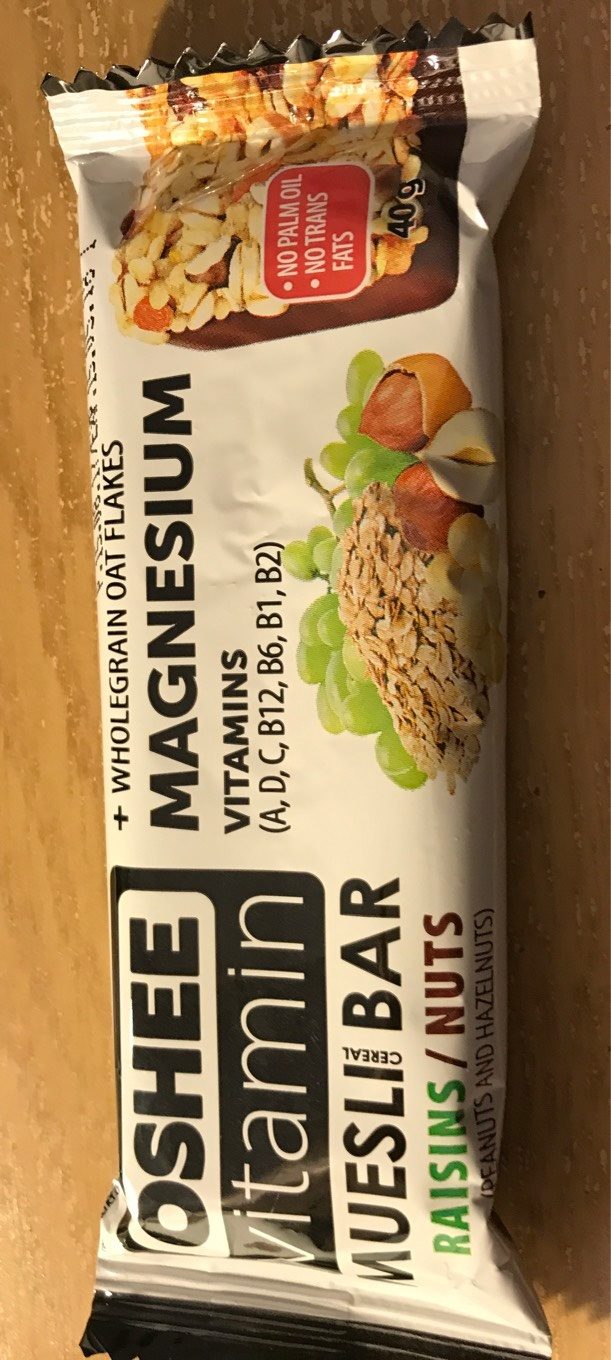 OSHEE
vitamin
MUESLI CEREAL BAR
RAISINS / NUTS
(PEANUTS AND HAZELNUTS)
+ WHOLEGRAIN OAT FLAKES
MAGNESIUM
VITAMINS
(A, D, C, B12, B6, B1, B2)
• NO PALM OIL
• NO TRANS
FATS
40 g